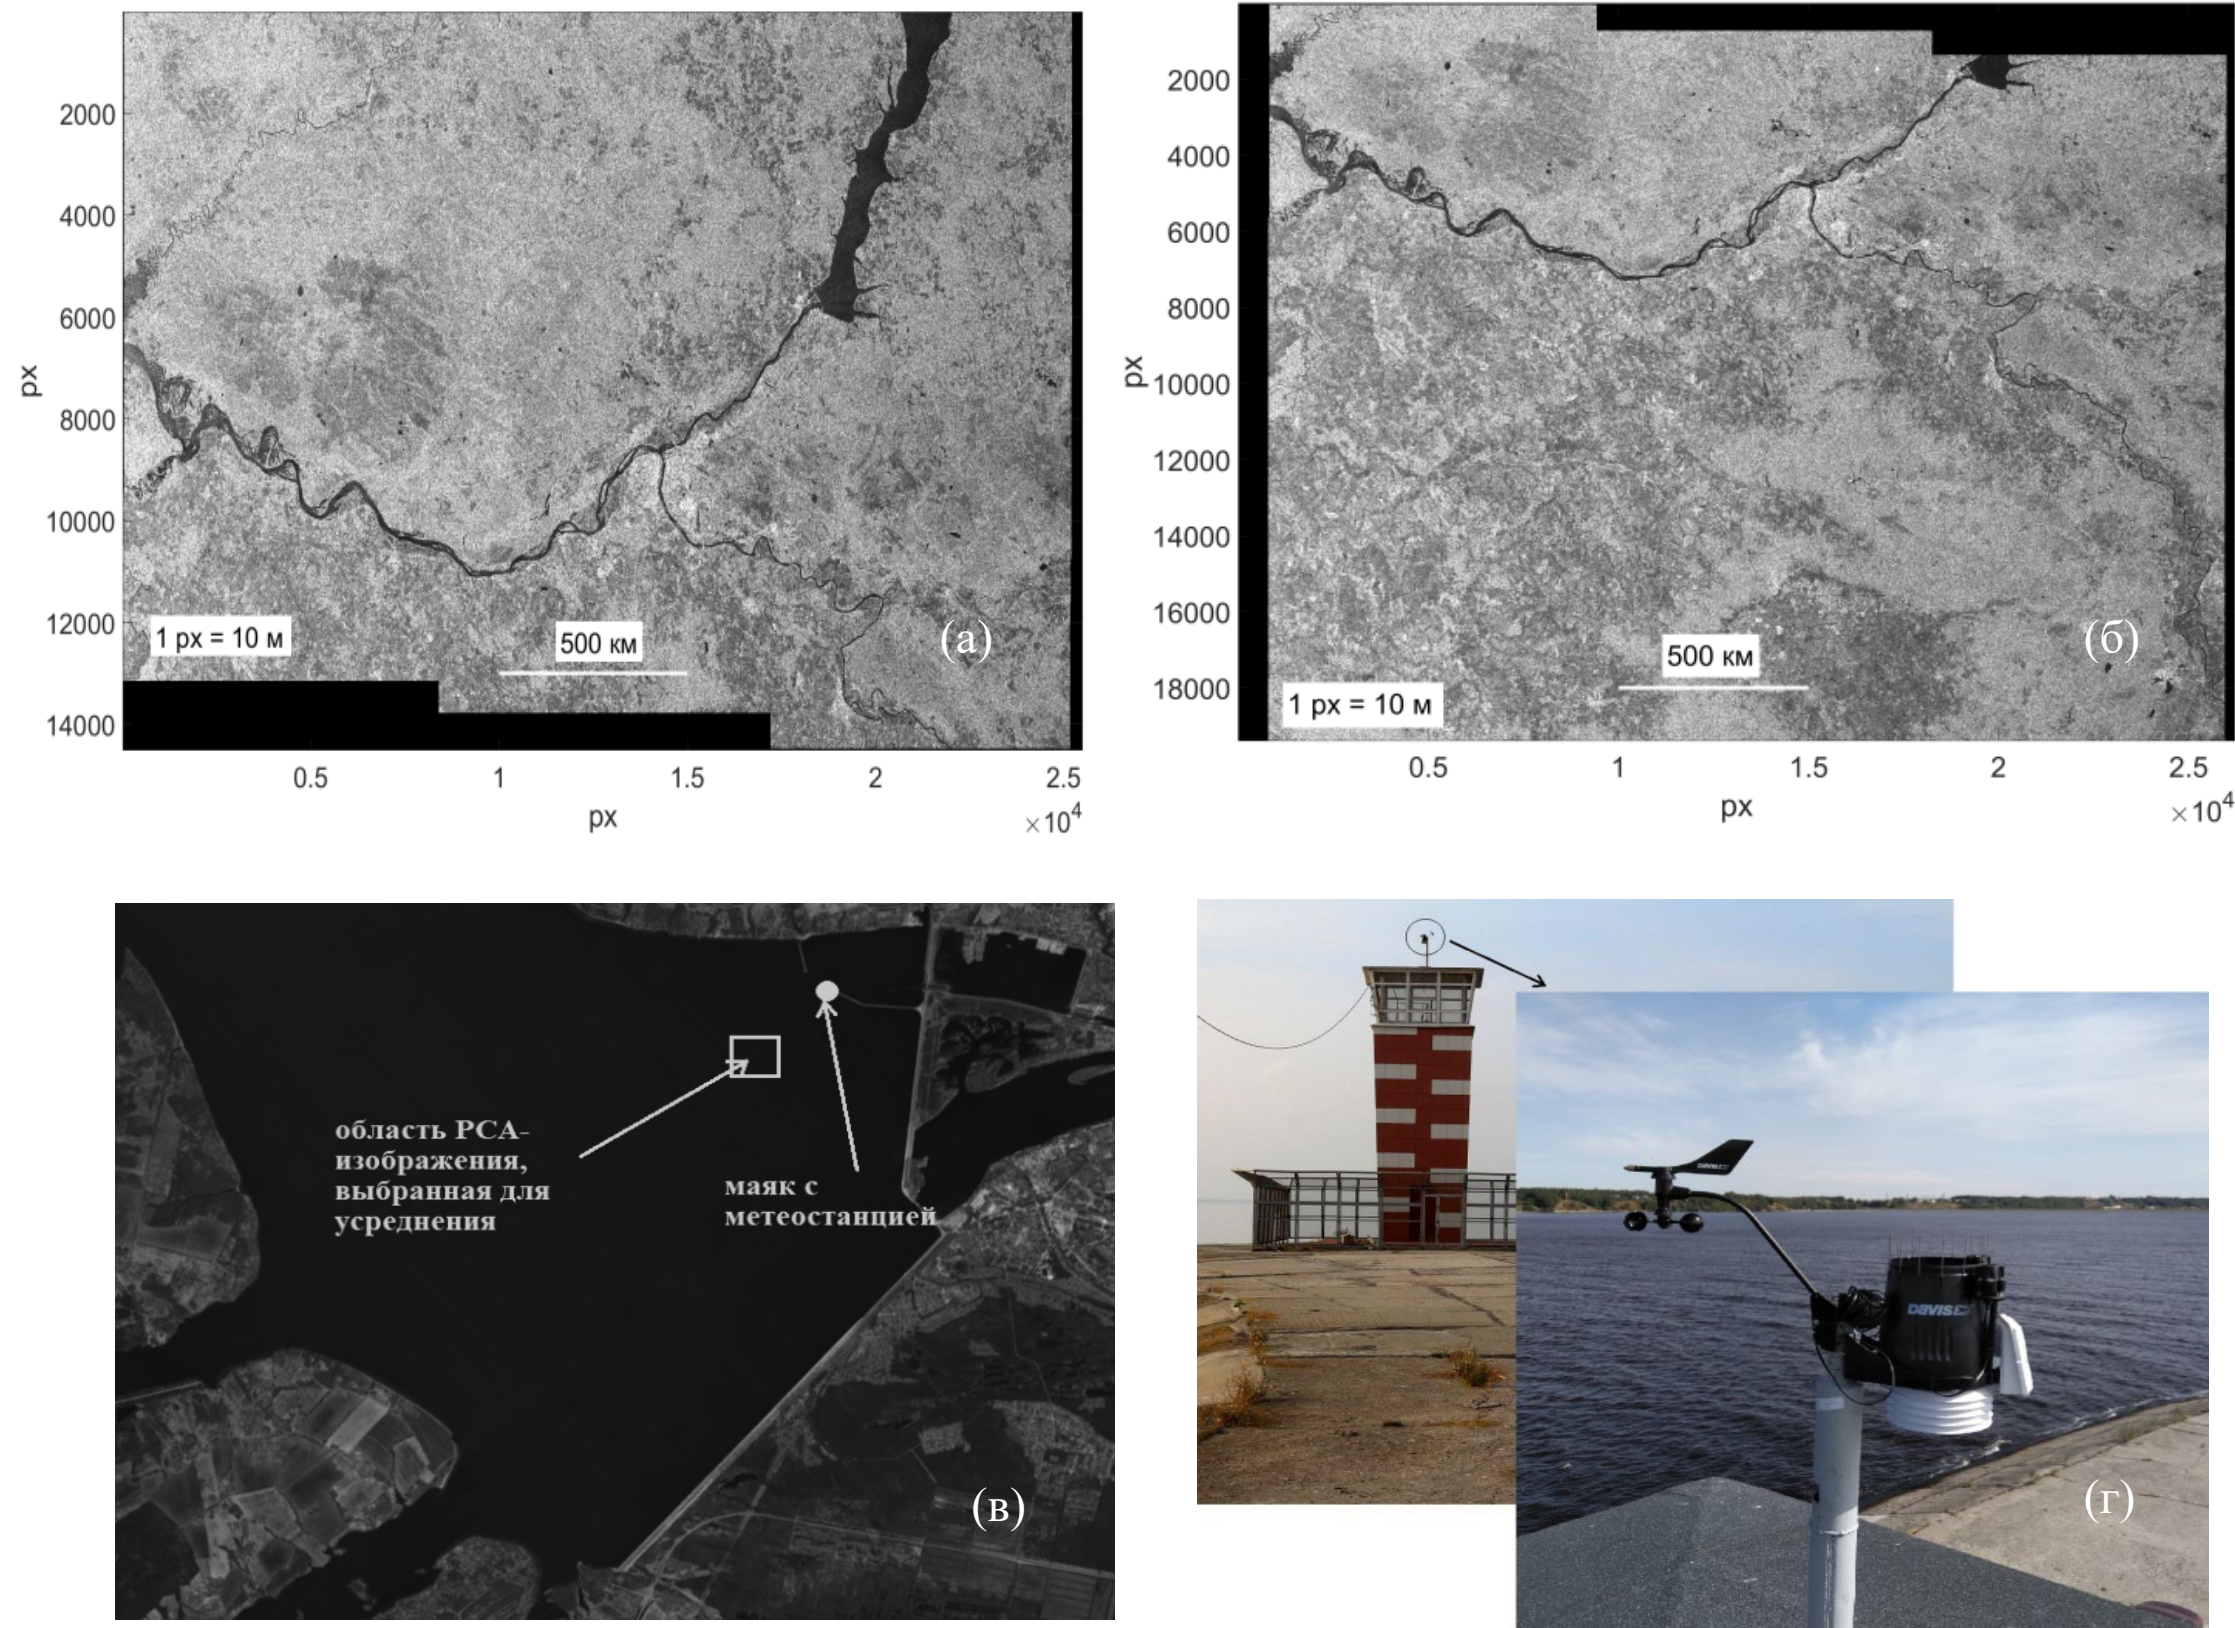 2000
4000
6000
8000
10000
12000
14000
px
1 px = 10 м
500 км
(а)
0.5
1
1.5
2
2.5
px
×10⁴
2000
4000
6000
8000
10000
12000
14000
16000
18000
px
1 px = 10 м
500 км
(б)
0.5
1
1.5
2
2.5
px
×10⁴
область РСА-
изображения,
выбранная для
усреднения
маяк с
метеостанцией
(в)
DAVIS
DAVIS
(г)